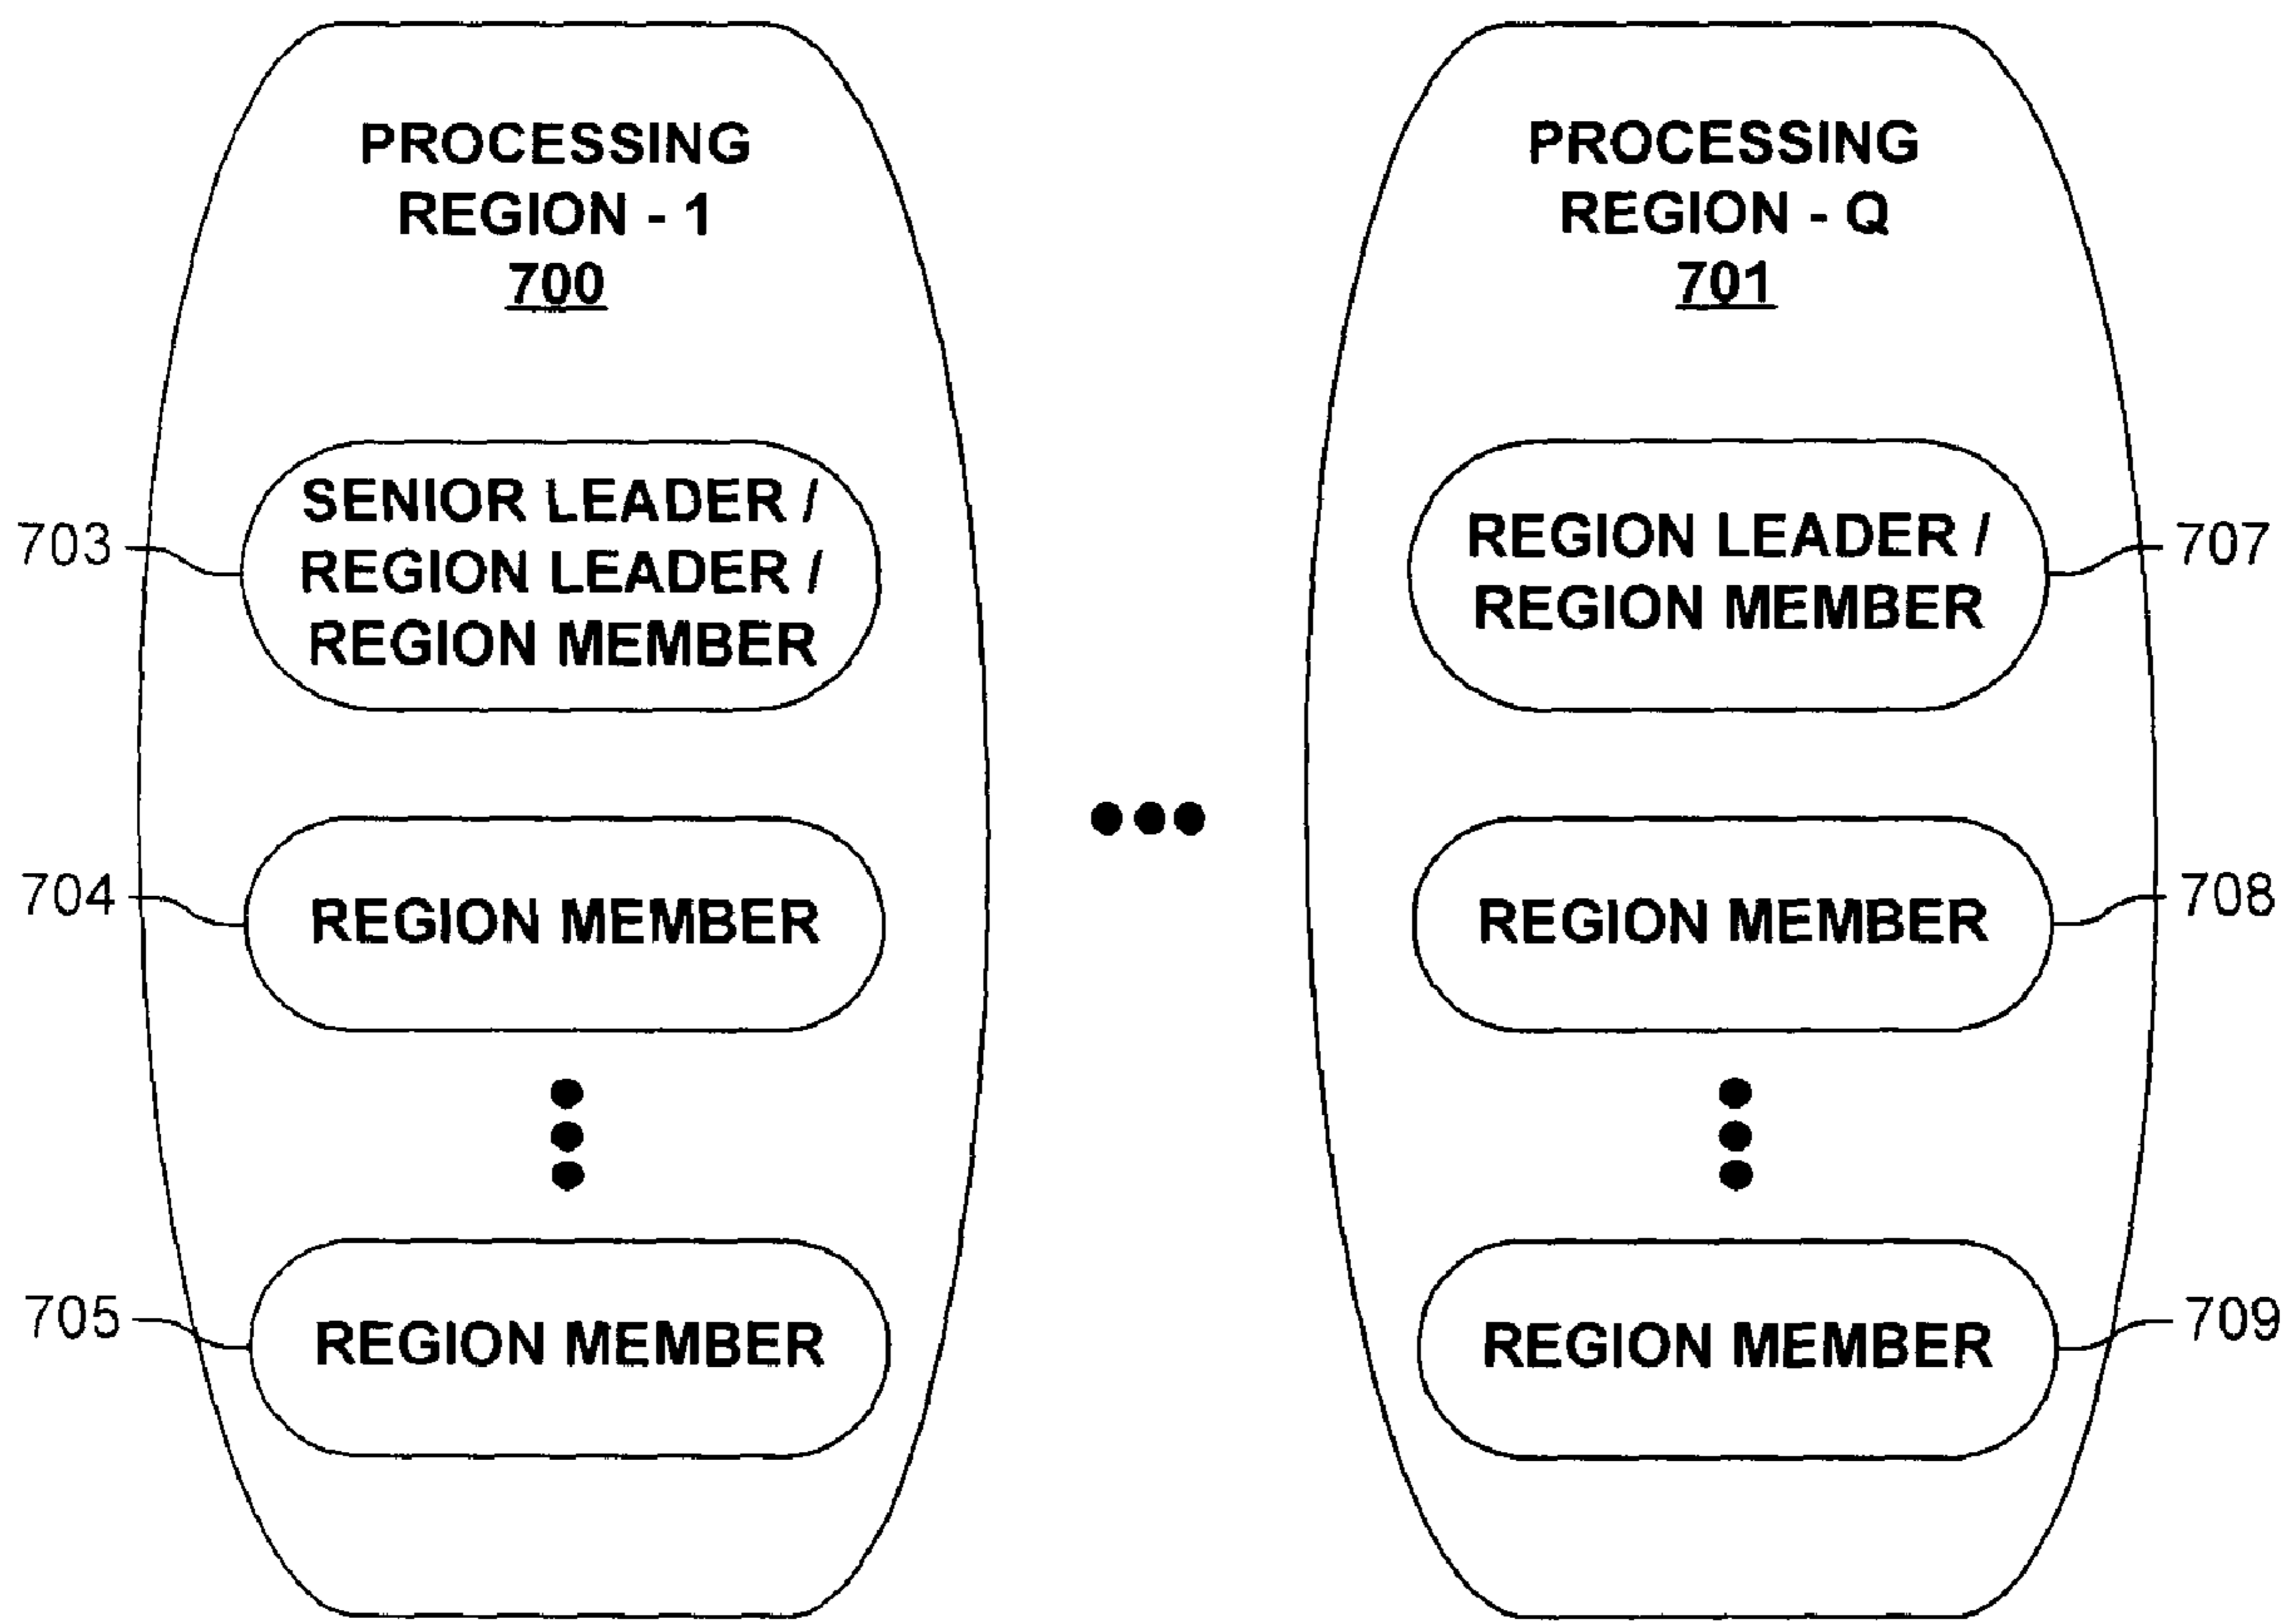 PROCESSING
REGION - 1
700
703
SENIOR LEADER /
REGION LEADER /
REGION MEMBER
704
REGION MEMBER
705
REGION MEMBER
PROCESSING
REGION - Q
701
REGION LEADER /
REGION MEMBER
707
REGION MEMBER
708
REGION MEMBER
709